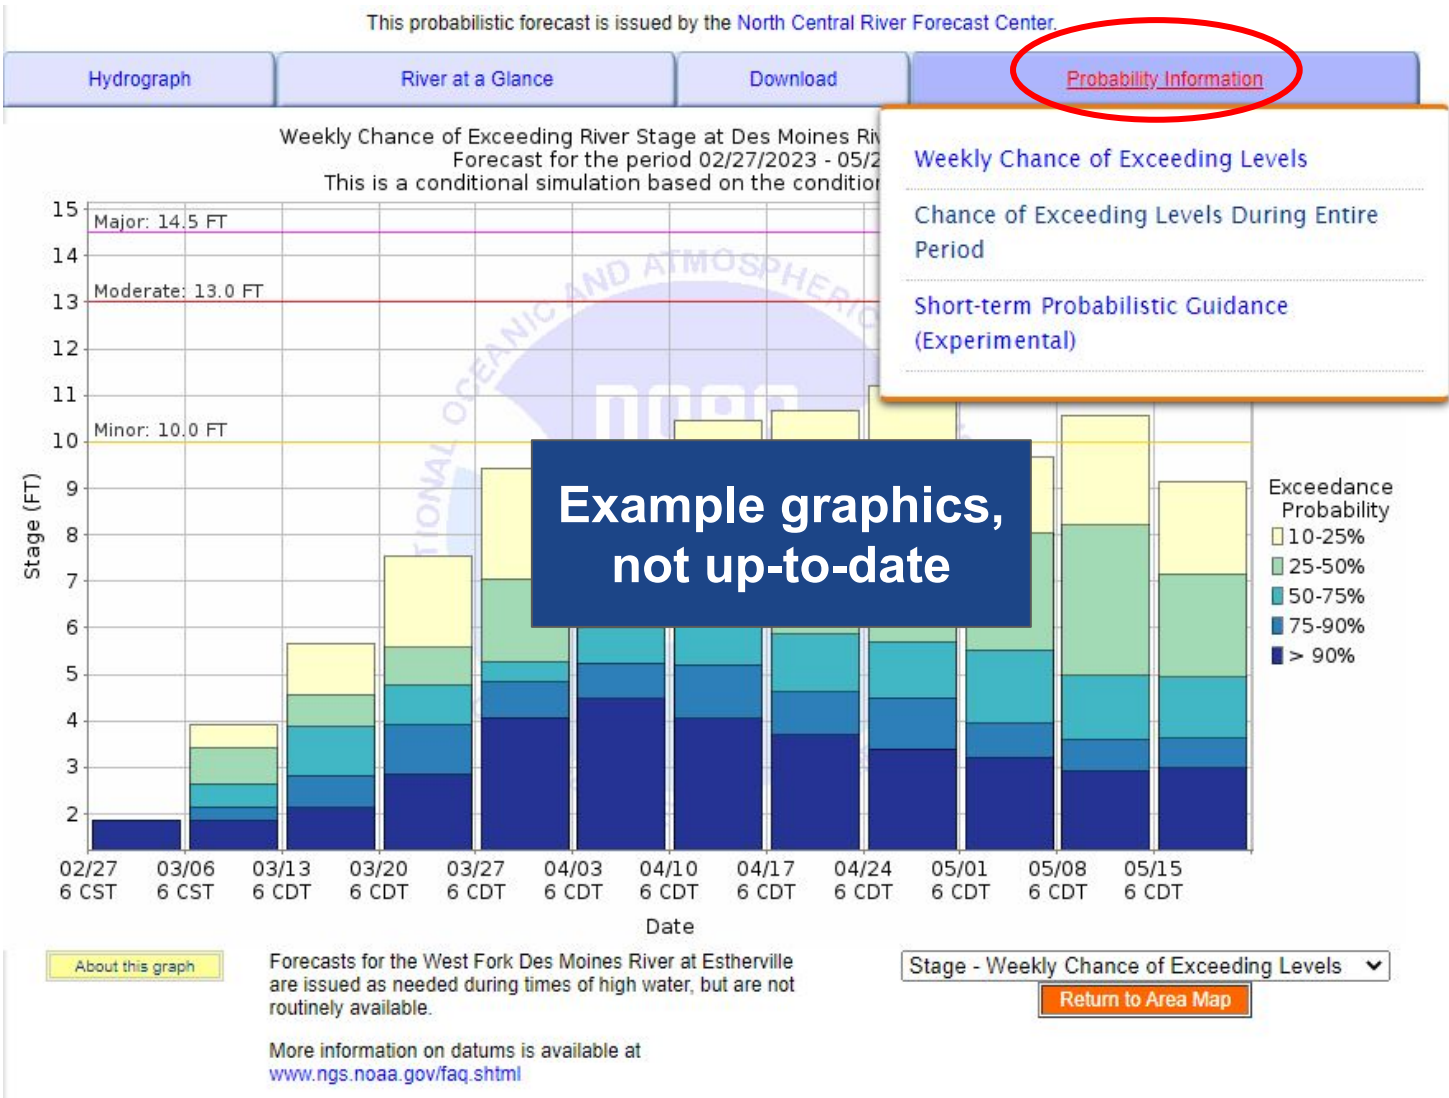 This probabilistic forecast is issued by the North Central River Forecast Center.
Hydrograph
River at a Glance
Download
Probability Information
Weekly Chance of Exceeding Levels
Chance of Exceeding Levels During Entire
Period
Short-term Probabilistic Guidance
(Experimental)
Weekly Chance of Exceeding River Stage at Des Moines
Forecast for the period 02/27/2023 -
This is a conditional simulation based on the
15
Major: 14.5 FT
14
Moderate: 13.0 FT
13
12
11
Minor: 10.0 FT
10
9
8
7
6
5
4
3
2
Stage (FT)
OCEANIC AND ATMOSPHERIC
noaa
Example graphics,
not up-to-date
Exceedance
Probability
10-25%
25-50%
50-75%
75-90%
> 90%
02/27 03/06 03/13 03/20 03/27 04/03 04/10 04/17 04/24 05/01 05/08 05/15
6 CST 6 CST 6 CDT 6 CDT 6 CDT 6 CDT 6 CDT 6 CDT 6 CDT 6 CDT 6 CDT 6 CDT
Date
About this graph
Forecasts for the West Fork Des Moines River at Estherville
are issued as needed during times of high water, but are not
routinely available.
More information on datums is available at
www.ngs.noaa.gov/faq.shtml
Stage - Weekly Chance of Exceeding Levels
Return to Area Map